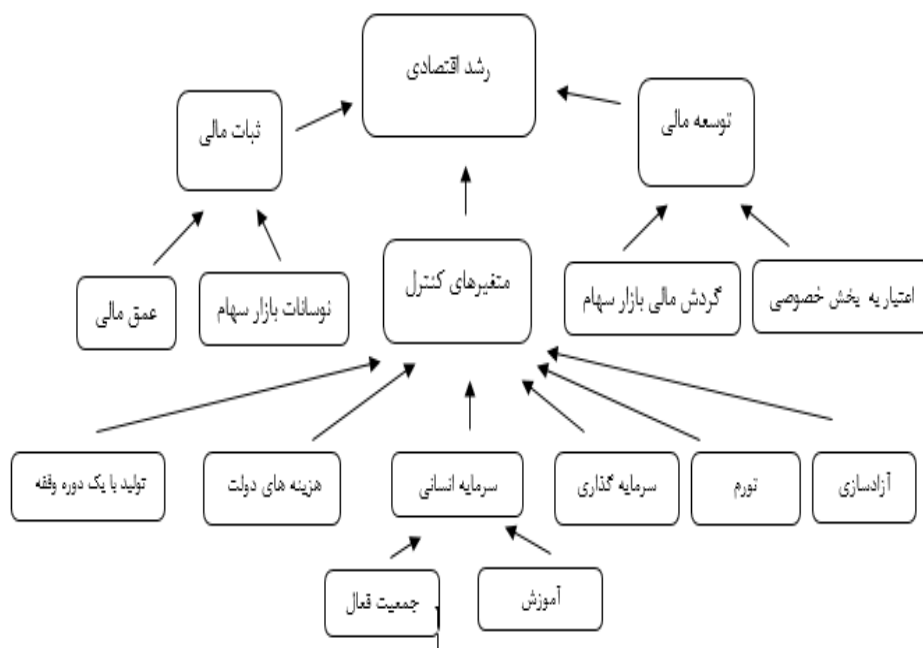 رشد اقتصادی
توسعه مالی
ثبات مالی
متغیرهای کنترل
اعتبار به بخش خصوصی
گردش مالی بازار سهام
نوسانات بازار سهام
عمق مالی
آزادسازی
تورم
سرمایه گذاری
سرمایه انسانی
هزینه های دولت
تولید با یک دوره وقفه
آموزش
جمعیت فعال